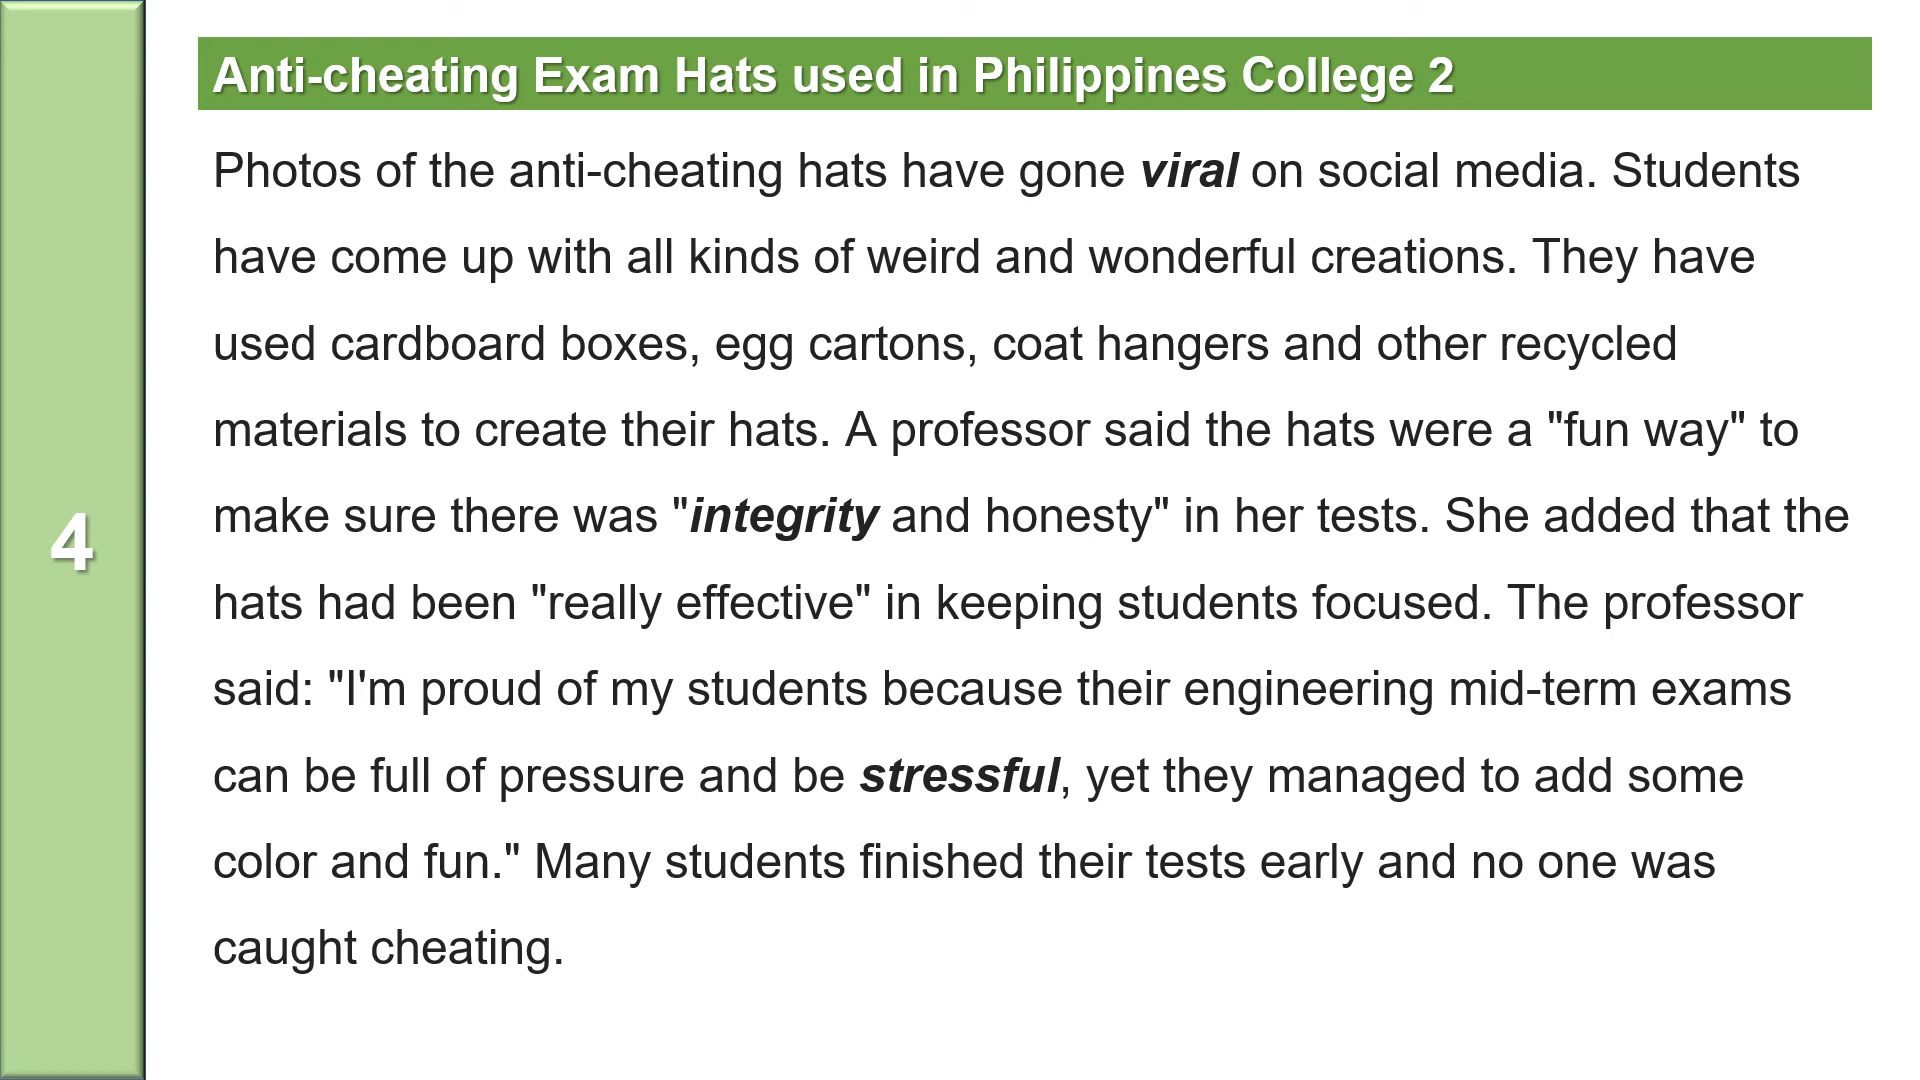 Anti-cheating Exam Hats used in Philippines College 2
Photos of the anti-cheating hats have gone viral on social media. Students
have come up with all kinds of weird and wonderful creations. They have
used cardboard boxes, egg cartons, coat hangers and other recycled
materials to create their hats. A professor said the hats were a "fun way" to
make sure there was "integrity and honesty" in her tests. She added that the
hats had been "really effective" in keeping students focused. The professor
said: "I'm proud of my students because their engineering mid-term exams
can be full of pressure and be stressful, yet they managed to add some
color and fun." Many students finished their tests early and no one was
caught cheating.
4